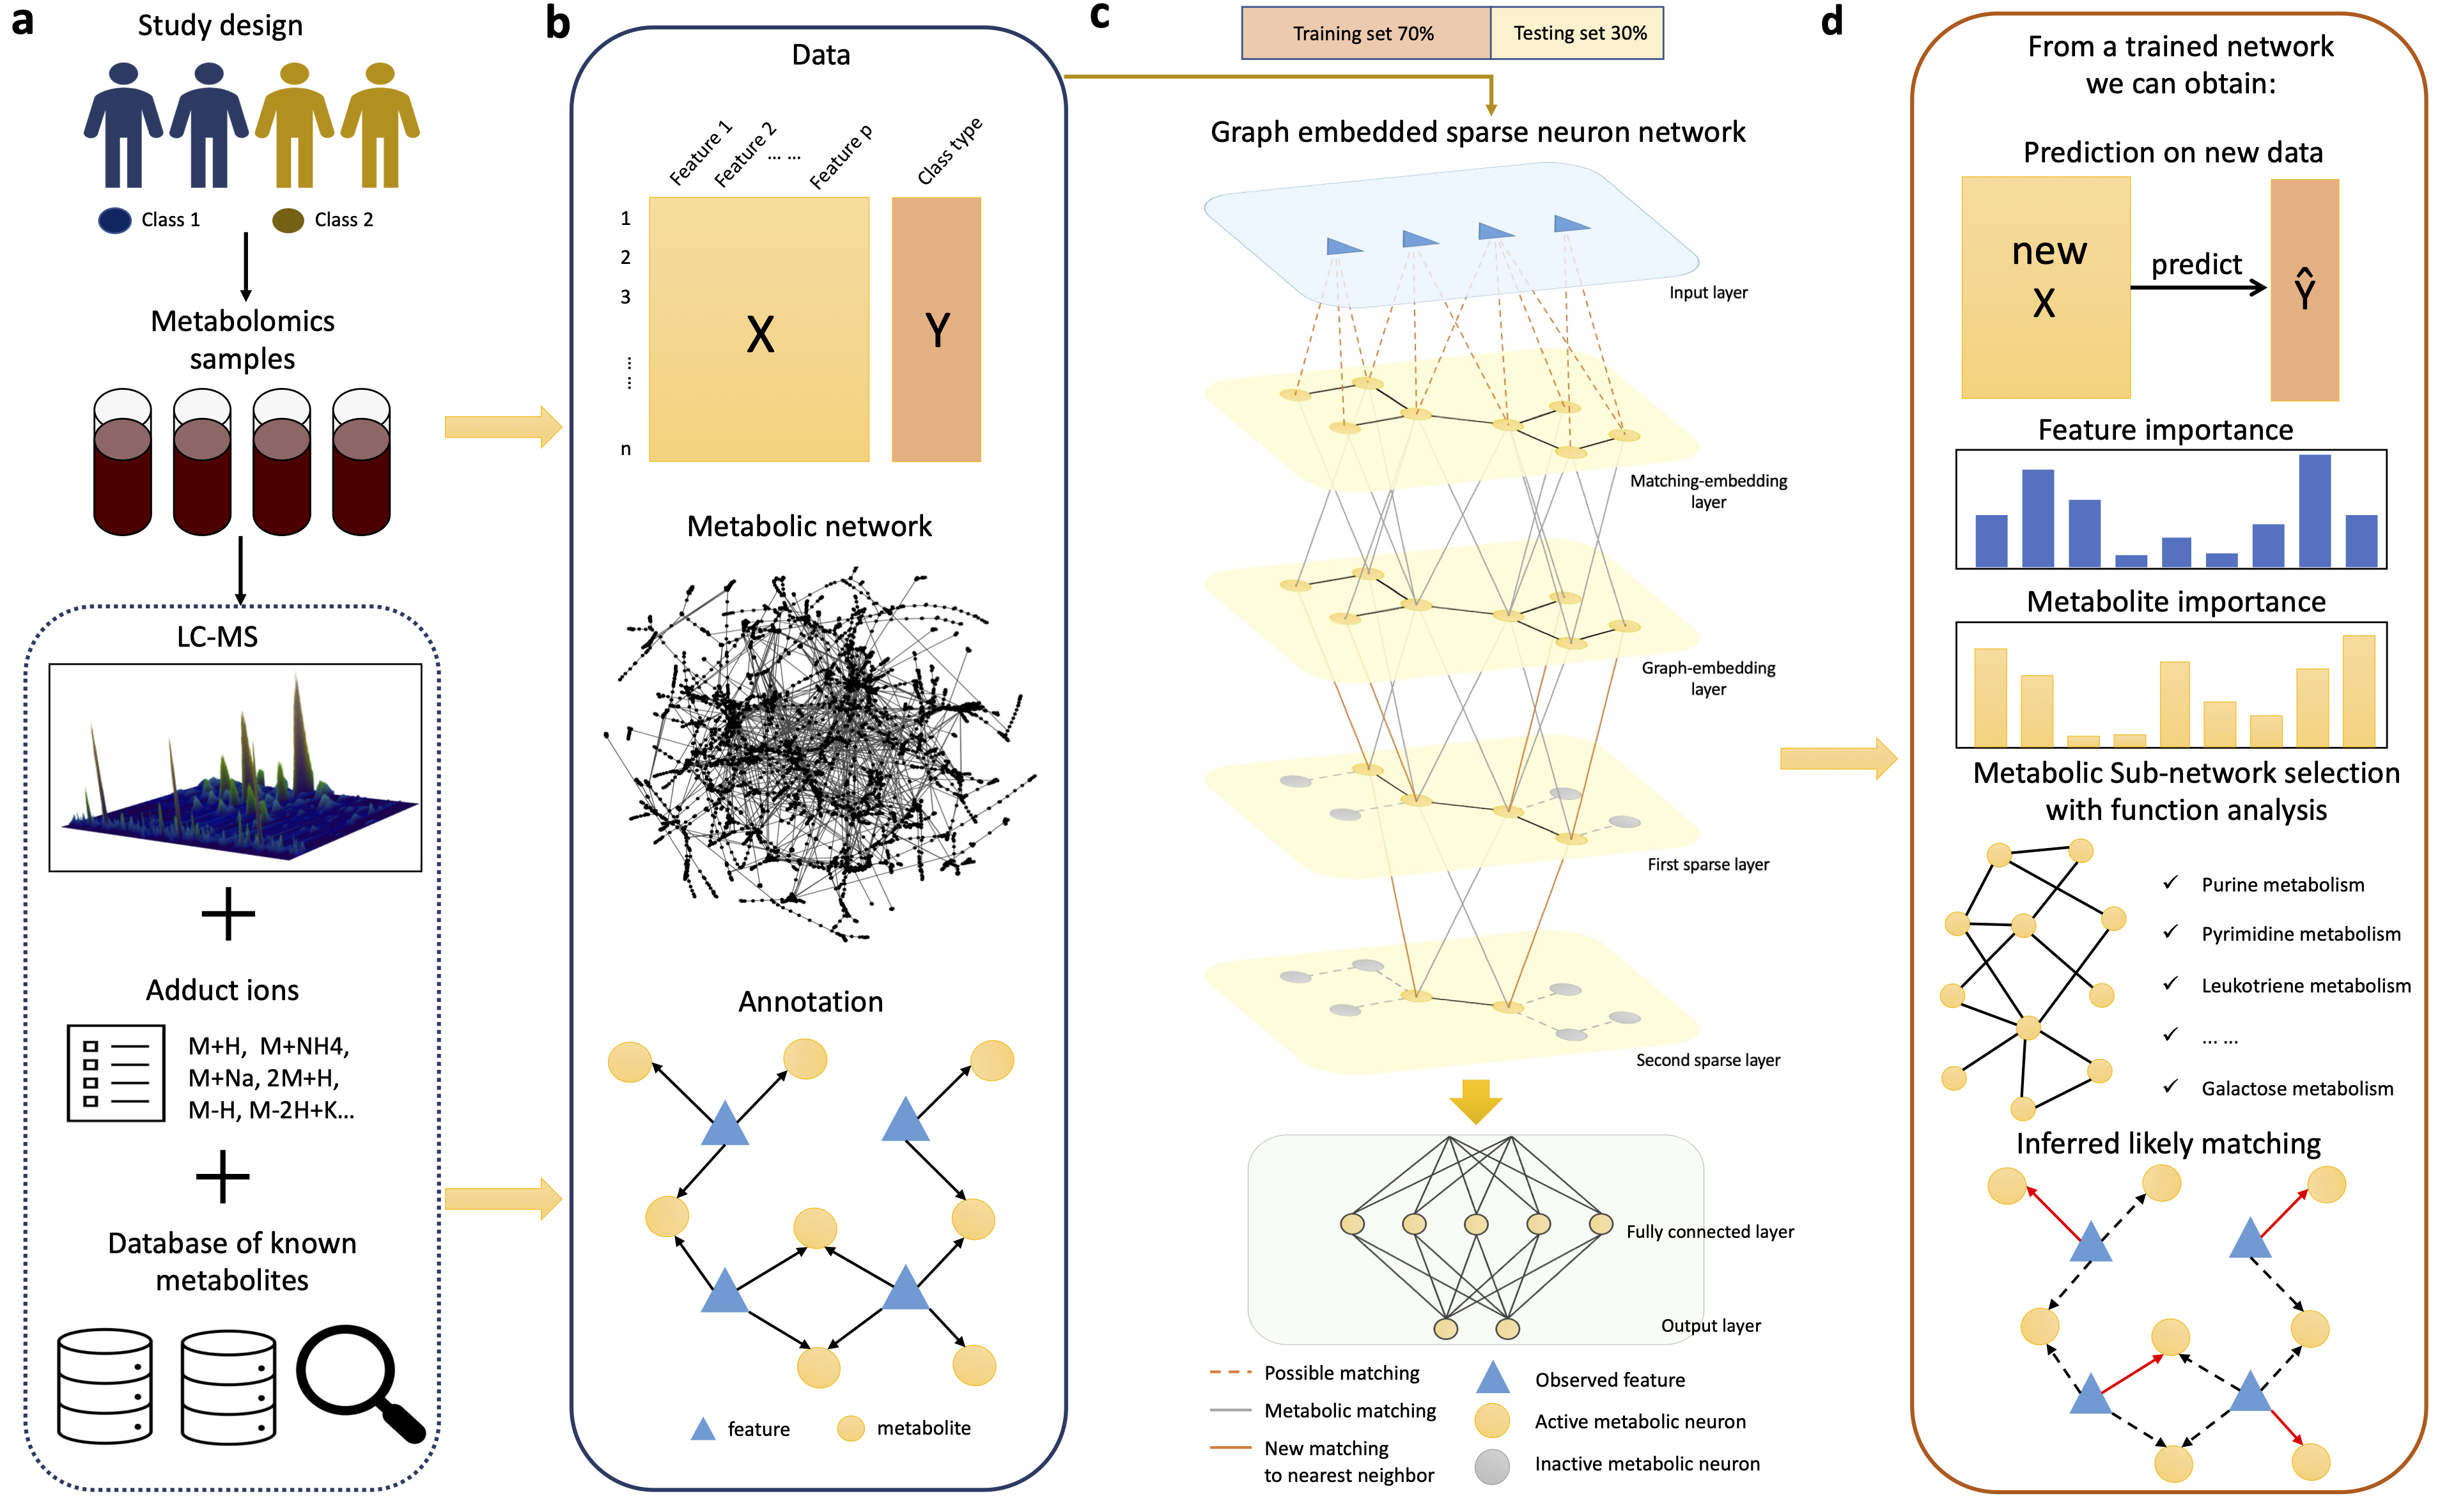 a
Study design
Class 1
Class 2
Metabolomics
samples
LC-MS
Adduct ions
M+H, M+NH4,
M+Na, 2M+H,
M-H, M-2H+K...
Database of known
metabolites
b
Data
Feature 1
Feature 2
... ...
Feature p
Class type
1
2
3
... ...
n
X
Y
Metabolic network
Annotation
feature
metabolite
c
Training set 70%
Testing set 30%
Graph embedded sparse neuron network
Input layer
Matching-embedding
layer
Graph-embedding
layer
First sparse layer
Second sparse layer
Fully connected layer
Output layer
Possible matching
Metabolic matching
New matching
to nearest neighbor
Observed feature
Active metabolic neuron
Inactive metabolic neuron
d
From a trained network
we can obtain:
Prediction on new data
new
X
predict
Ŷ
Feature importance
Metabolite importance
Metabolic Sub-network selection
with function analysis
✓ Purine metabolism
✓ Pyrimidine metabolism
✓ Leukotriene metabolism
✓ ... ...
✓ Galactose metabolism
Inferred likely matching